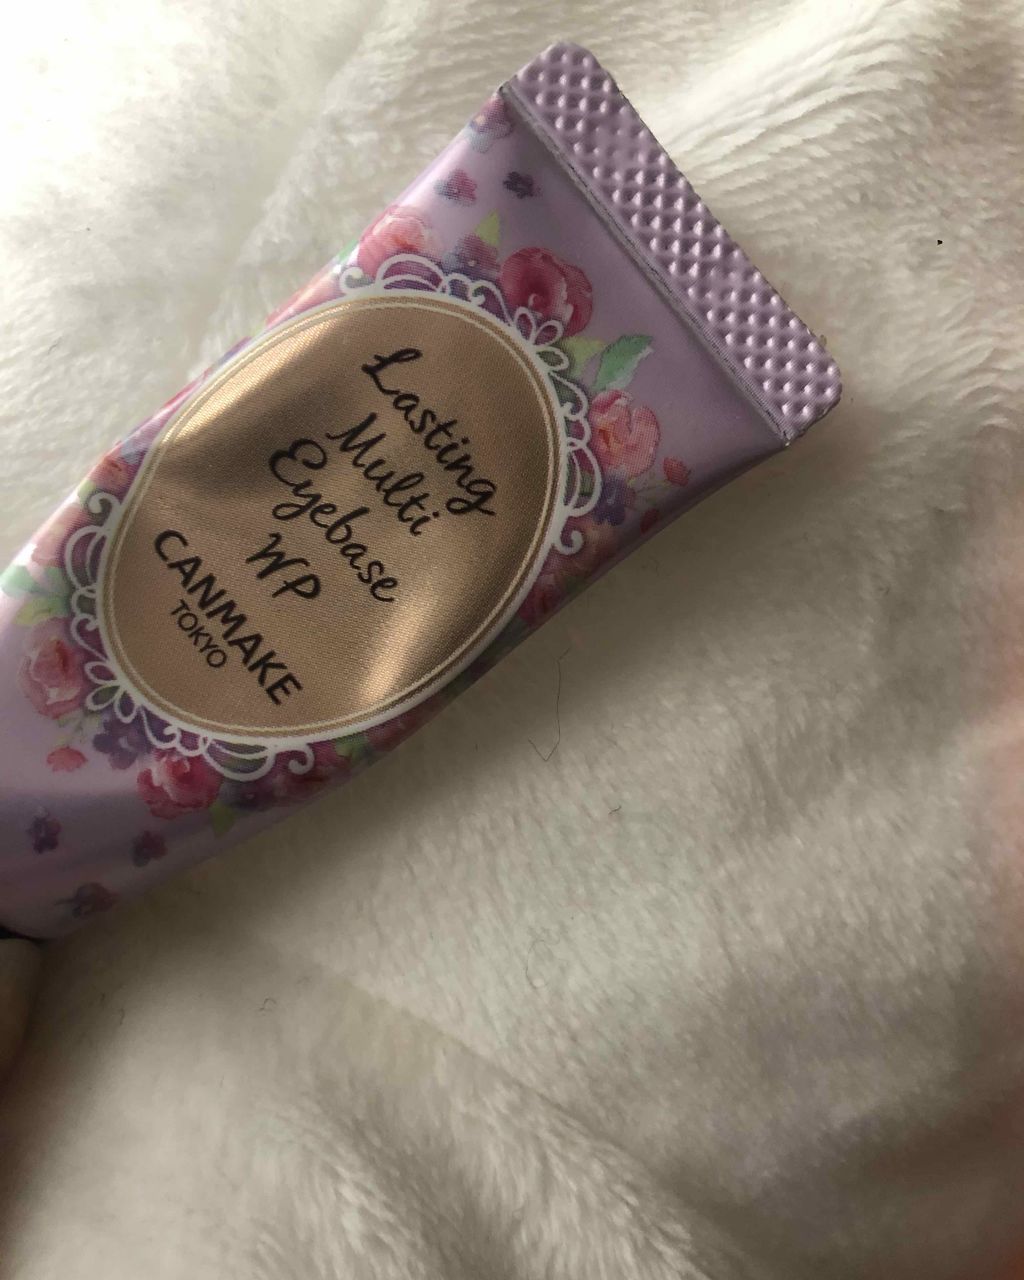 Lasting
Multi
Eyebase
WP
CANMAKE
TOKYO